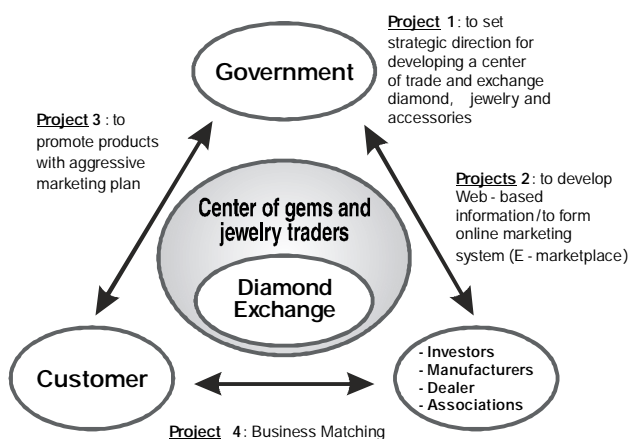 Project 1: to set
strategic direction for
developing a center
of trade and exchange
diamond, jewelry and
accessories
Government
Project 3: to
promote products
with aggressive
marketing plan
Projects 2: to develop
Web - based
information/to form
online marketing
system (E - marketplace)
Center of gems and
jewelry traders
Diamond
Exchange
Customer
- Investors
- Manufacturers
- Dealer
- Associations
Project 4: Business Matching